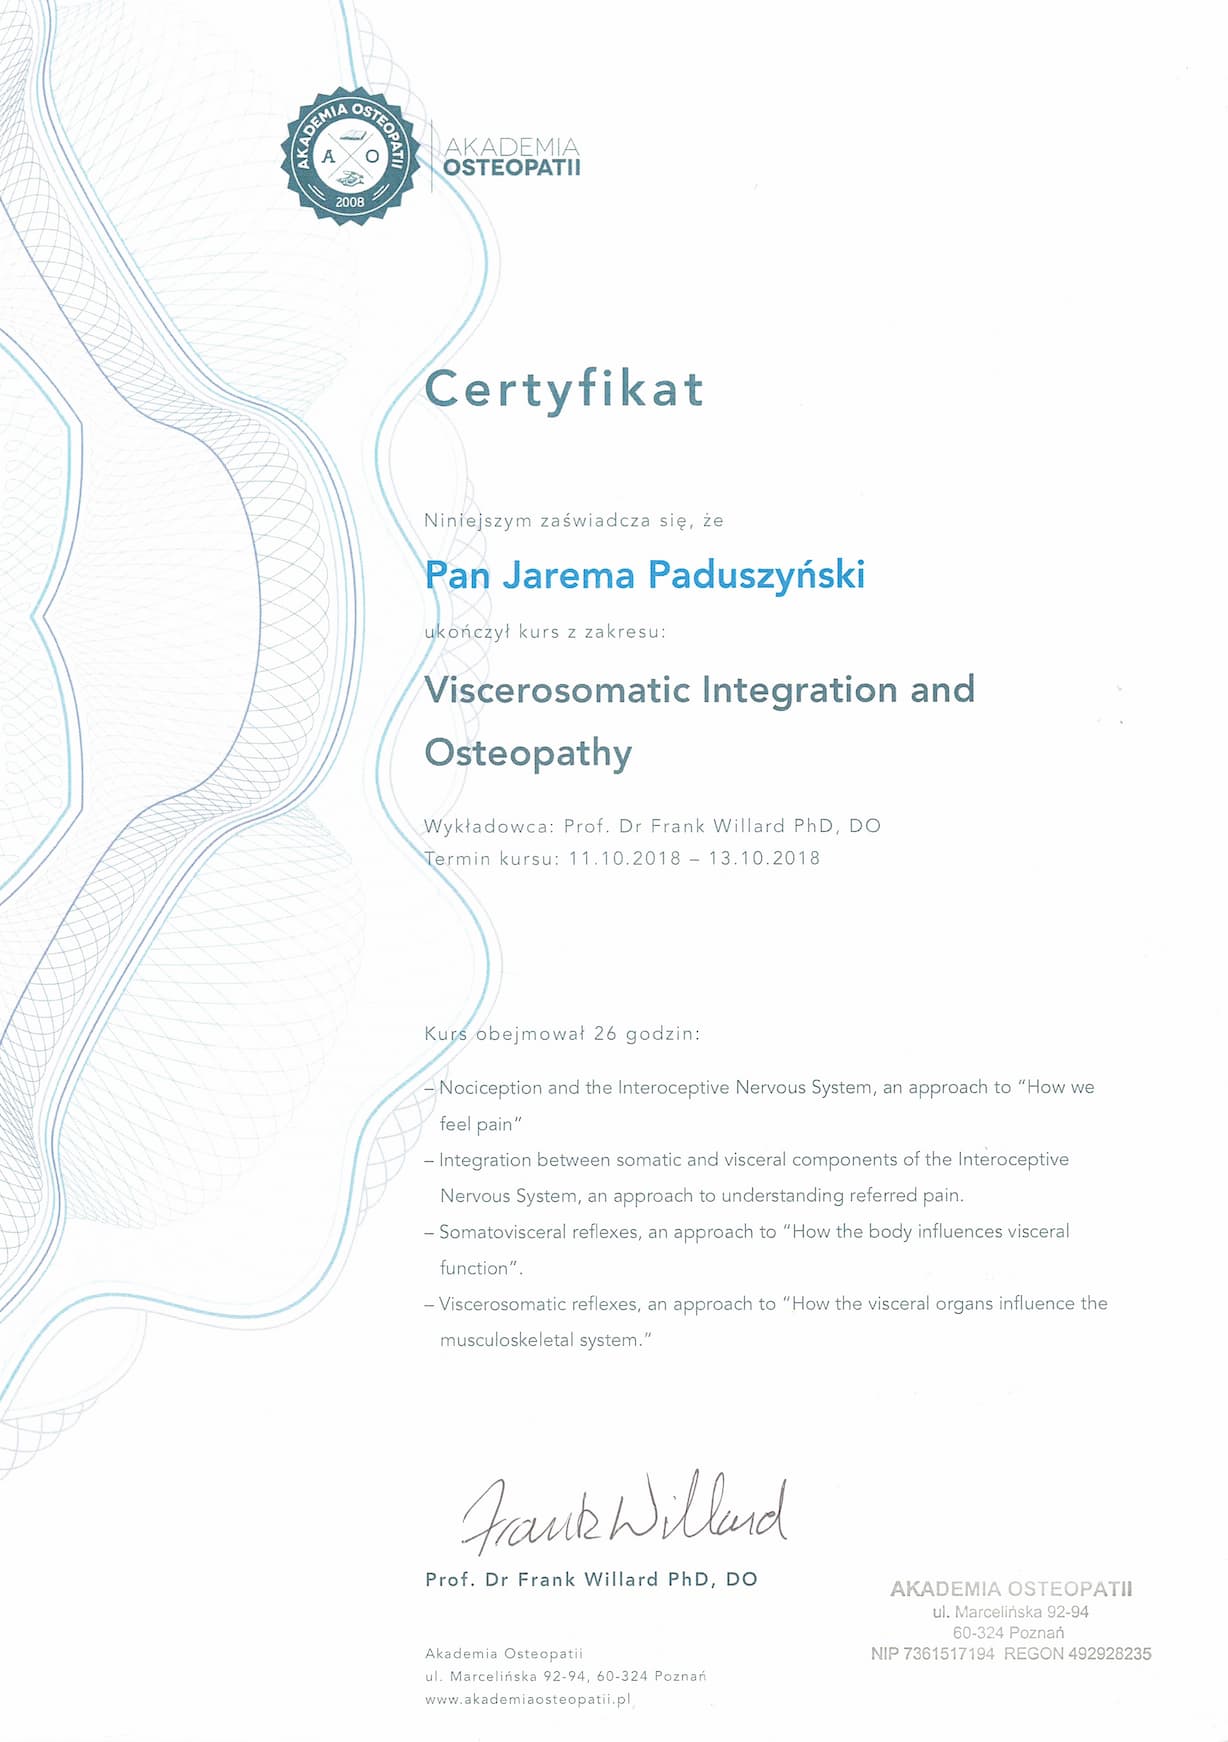 AKADEMIA OSTEOPATII
A O
2008
AKADEMIA
OSTEOPATII
Certyfikat
Niniejszym zaświadcza się, że
Pan Jarema Paduszyński
ukończył kurs z zakresu:
Viscerosomatic Integration and
Osteopathy
Wykładowca: Prof. Dr Frank Willard PhD, DO
Termin kursu: 11.10.2018 – 13.10.2018
Kurs obejmował 26 godzin:
– Nociception and the Interoceptive Nervous System, an approach to “How we
feel pain”
– Integration between somatic and visceral components of the Interoceptive
Nervous System, an approach to understanding referred pain.
– Somatovisceral reflexes, an approach to “How the body influences visceral
function”.
– Viscerosomatic reflexes, an approach to “How the visceral organs influence the
musculoskeletal system.”
Frank Willard
Prof. Dr Frank Willard PhD, DO
AKADEMIA OSTEOPATII
ul. Marcelińska 92-94
60-324 Poznań
NIP 7361517194 REGON 492928235
Akademia Osteopatii
ul. Marcelińska 92-94, 60-324 Poznań
www.akademiaosteopatii.pl